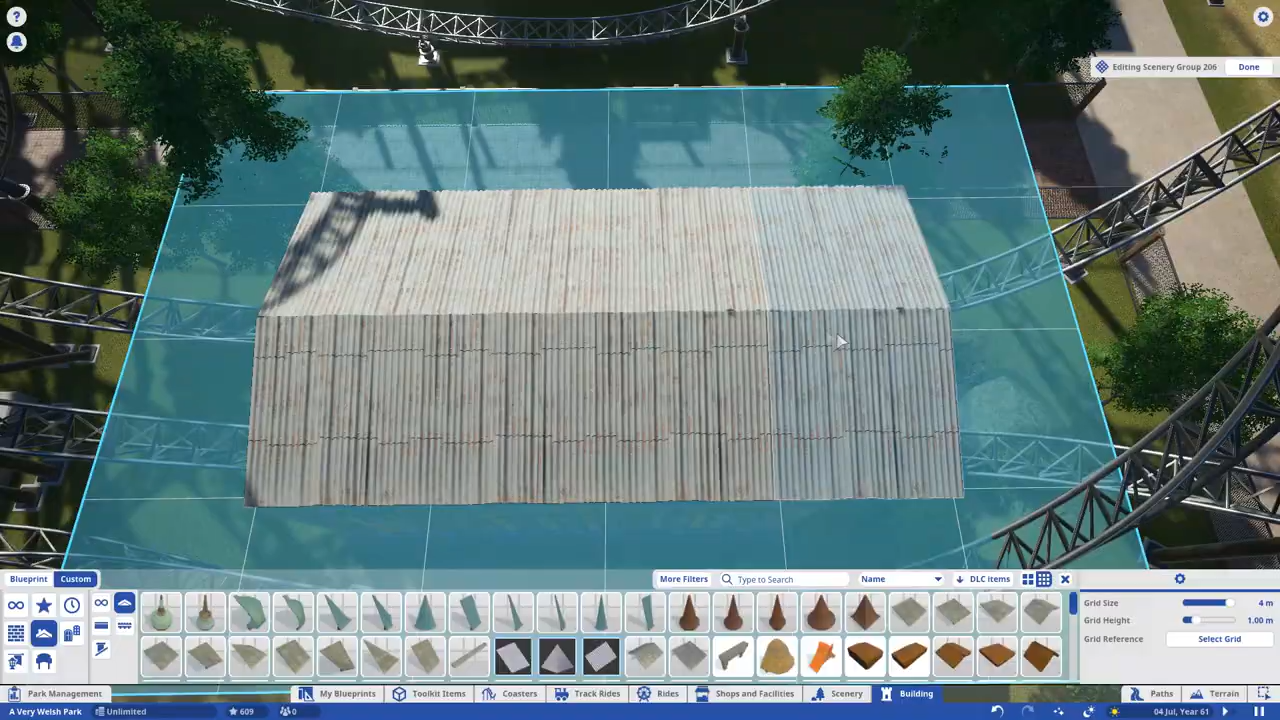 ?
Editing Scenery Group 206 Done
Blueprint Custom
More Filters Type to Search Name DLC items
Grid Size 4 m
Grid Height 1.00 m
Grid Reference Select Grid
Park Management My Blueprints Toolkit Items Coasters Track Rides Rides Shops and Facilities Scenery Building Paths Terrain
A Very Welsh Park Unlimited 609 0 04 Jul, Year 61